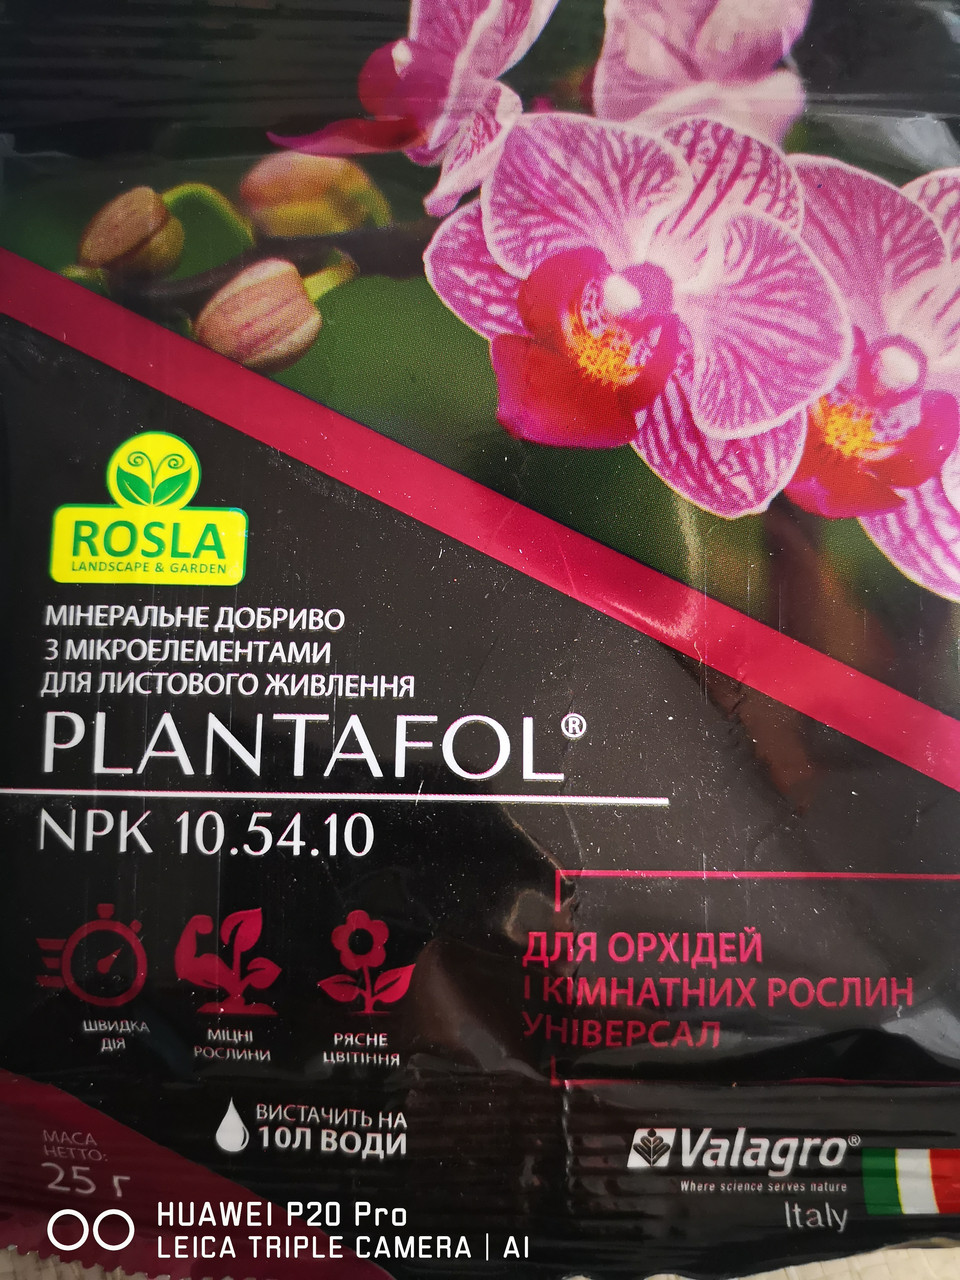 ROSLA
LANDSCAPE & GARDEN
МІНЕРАЛЬНЕ ДОБРИВО
З МІКРОЕЛЕМЕНТАМИ
ДЛЯ ЛИСТОВОГО ЖИВЛЕННЯ
PLANTAFOL®
NPK 10.54.10
ШВИДКА
ДІЯ
МІЦНІ
РОСЛИНИ
РЯСНЕ
ЦВІТІННЯ
ДЛЯ ОРХІДЕЙ
І КІМНАТНИХ РОСЛИН
УНІВЕРСАЛ
ВИСТАЧИТЬ НА
10Л ВОДИ
МАСА
НЕТТО:
25 г
Valagro®
Where science serves nature
Italy
HUAWEI P20 Pro
LEICA TRIPLE CAMERA | AI